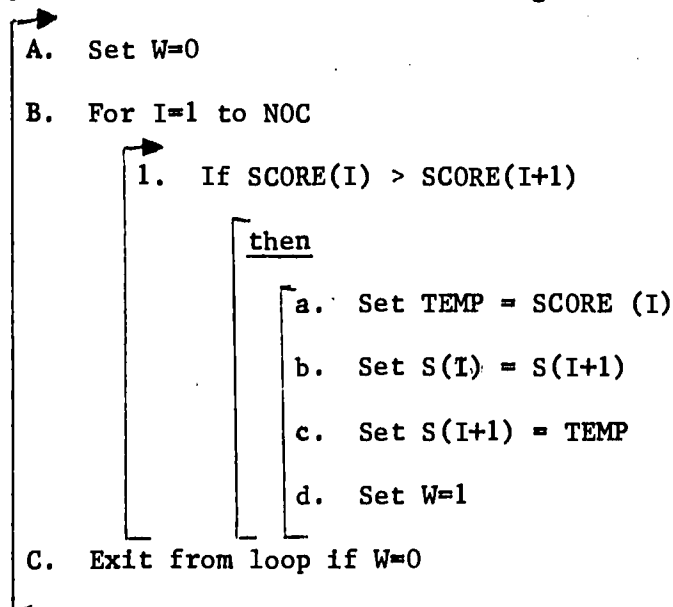 A. Set W=0
B. For I=1 to NOC
1. If SCORE(I) > SCORE(I+1)
then
a. Set TEMP = SCORE (I)
b. Set S(I) = S(I+1)
c. Set S(I+1) = TEMP
d. Set W=1
C. Exit from loop if W=0